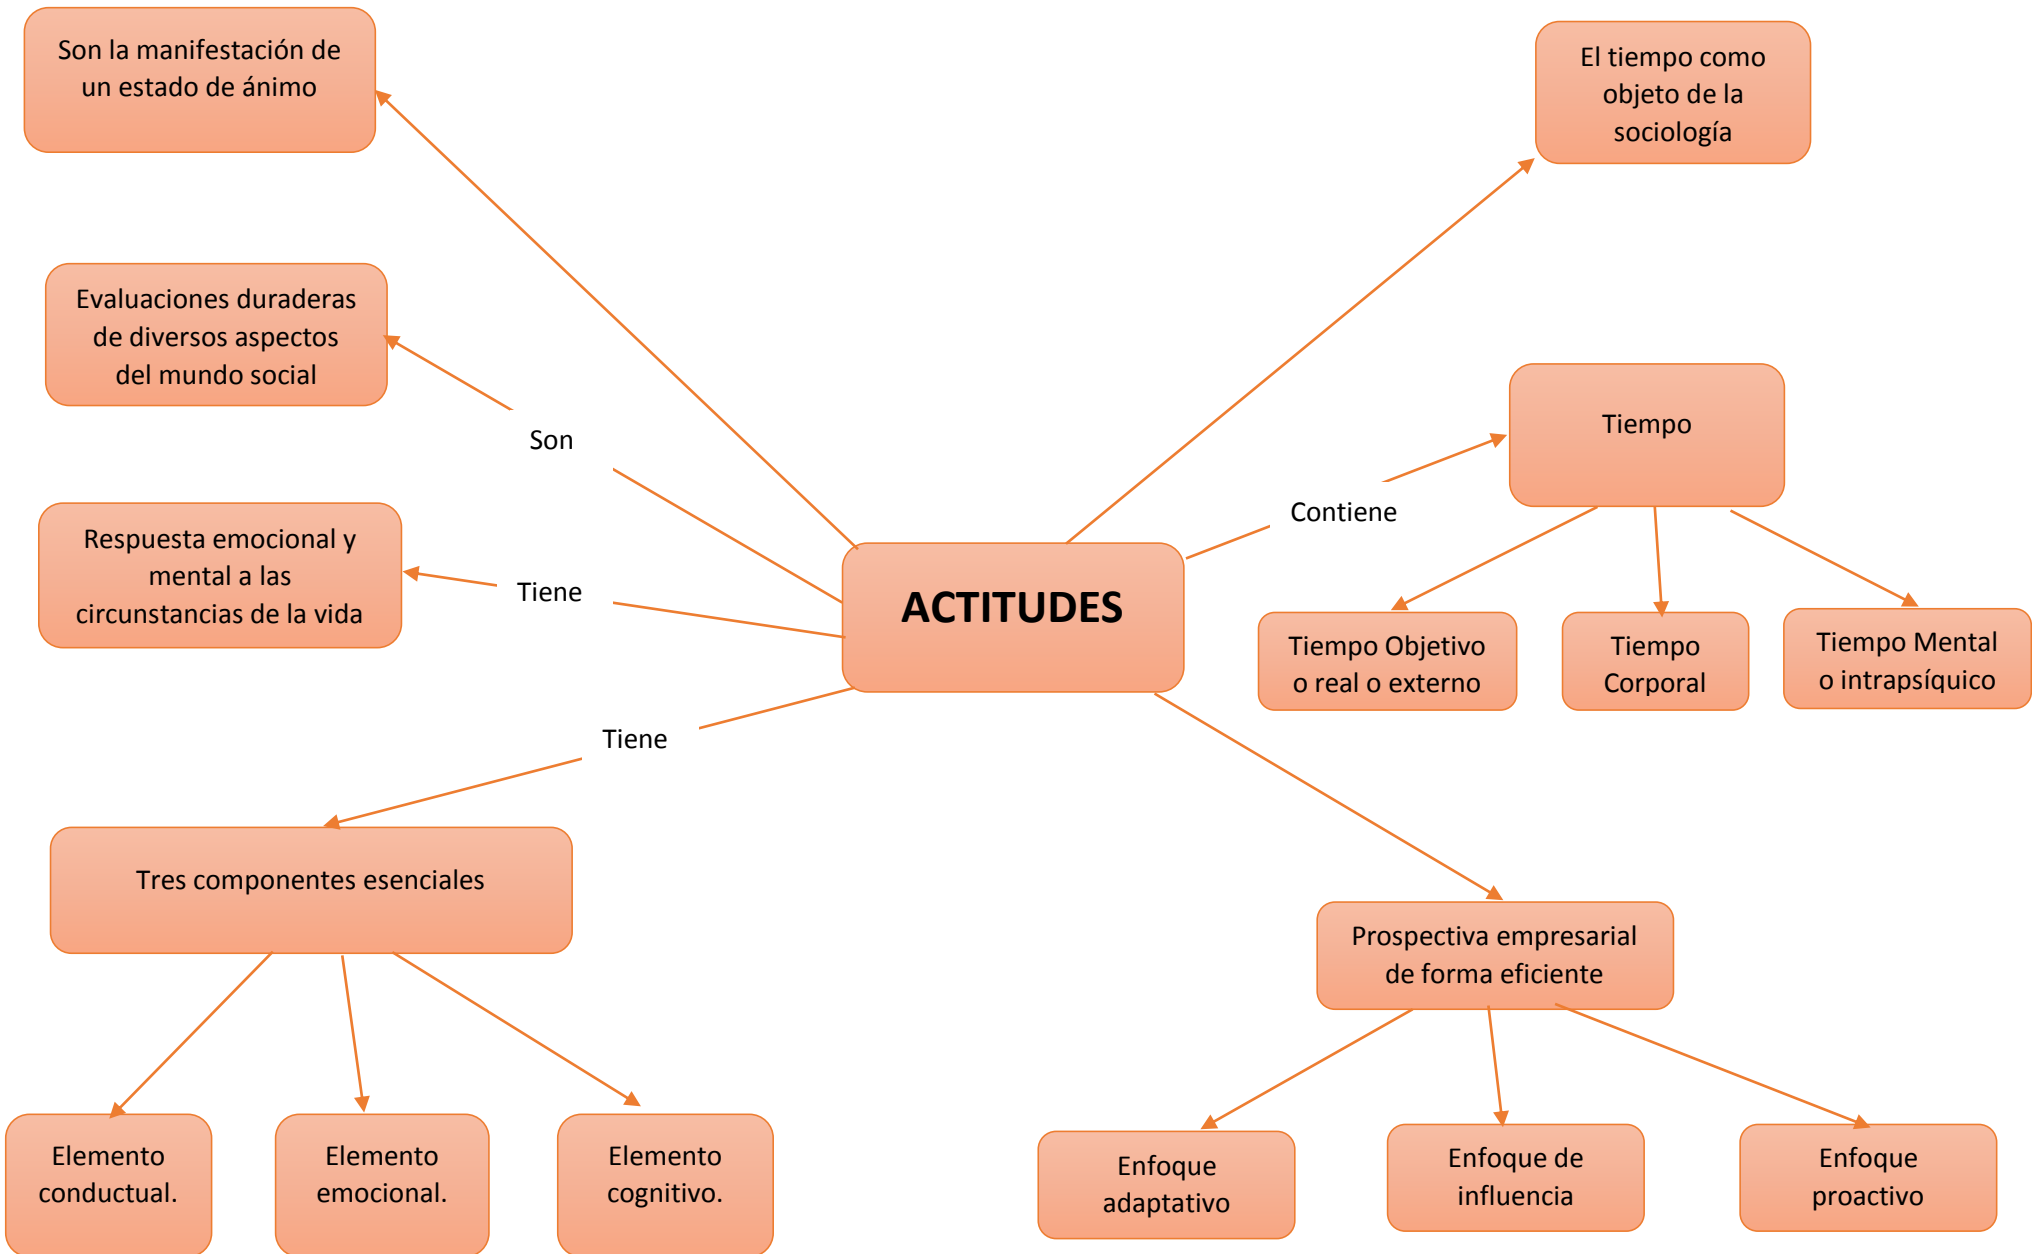 Son la manifestación de
un estado de ánimo
El tiempo como
objeto de la
sociología
Evaluaciones duraderas
de diversos aspectos
del mundo social
Son
Tiempo
Contiene
Respuesta emocional y
mental a las
circunstancias de la vida
Tiene
ACTITUDES
Tiempo Objetivo
o real o externo
Tiempo
Corporal
Tiempo Mental
o intrapsíquico
Tiene
Tres componentes esenciales
Prospectiva empresarial
de forma eficiente
Elemento
conductual.
Elemento
emocional.
Elemento
cognitivo.
Enfoque
adaptativo
Enfoque de
influencia
Enfoque
proactivo